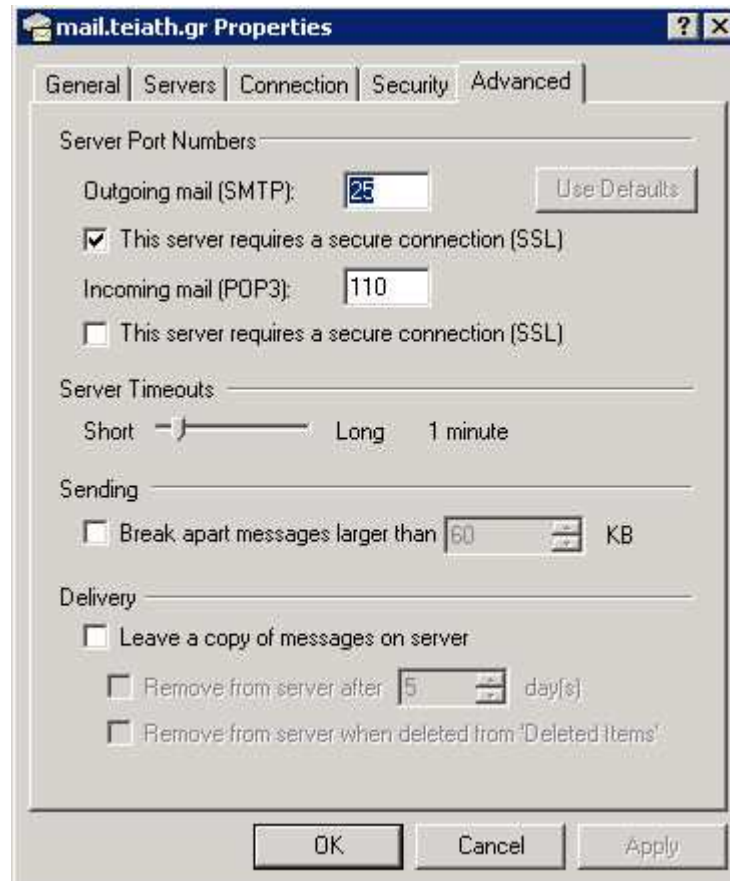 mail.teiath.gr Properties
General Servers Connection Security Advanced
Server Port Numbers
Outgoing mail (SMTP): 25 Use Defaults
This server requires a secure connection (SSL)
Incoming mail (POP3): 110
This server requires a secure connection (SSL)
Server Timeouts
Short Long 1 minute
Sending
Break apart messages larger than 60 KB
Delivery
Leave a copy of messages on server
Remove from server after 5 day(s)
Remove from server when deleted from 'Deleted Items'
OK Cancel Apply